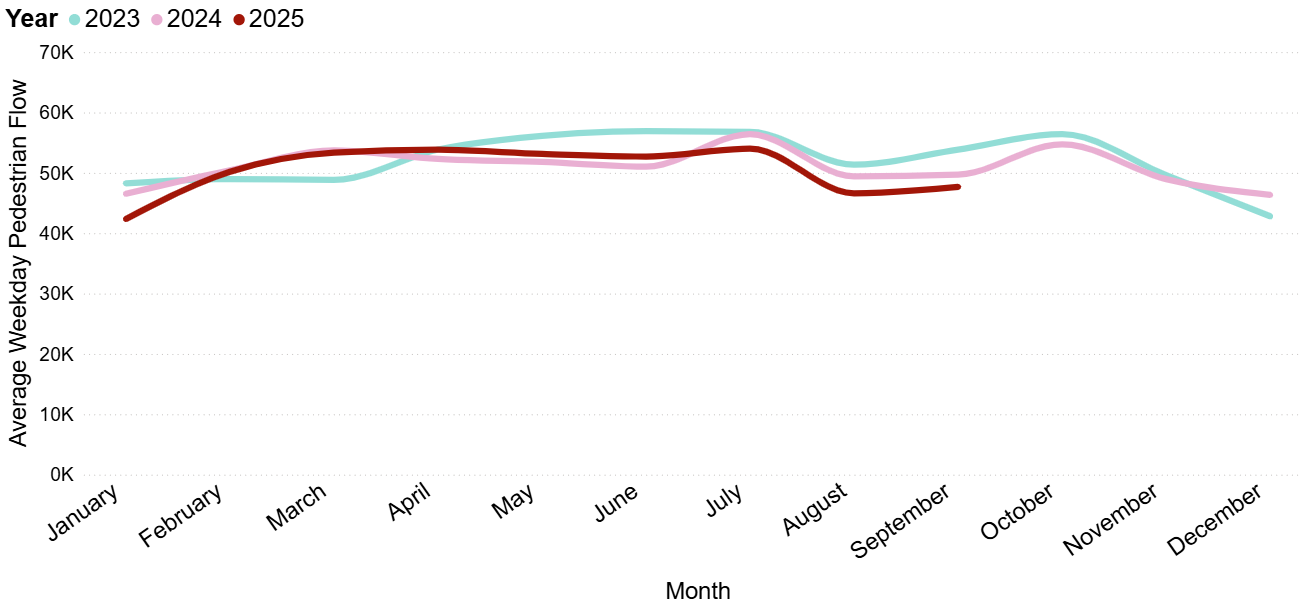 Year 2023 2024 2025
Average Weekday Pedestrian Flow
70K
60K
50K
40K
30K
20K
10K
0K
January February March April May June July August September October November December
Month